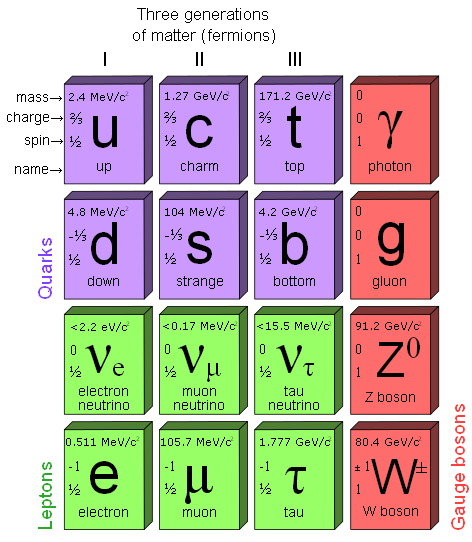 Three generations
of matter (fermions)
I II III
mass→ 2.4 MeV/c² 1.27 GeV/c² 171.2 GeV/c² 0
charge→ ⅔ u ⅔ c ⅔ t 0 γ
spin→ ½ ½ ½ 1
name→ up charm top photon
Quarks
4.8 MeV/c² 104 MeV/c² 4.2 GeV/c² 0
-⅓ d -⅓ s -⅓ b 0 g
½ ½ ½ 1
down strange bottom gluon
<2.2 eV/c² <0.17 MeV/c² <15.5 MeV/c² 91.2 GeV/c²
0 νe 0 νμ 0 ντ 0 Z⁰
½ ½ ½ 1
electron neutrino muon neutrino tau neutrino Z boson
Leptons
0.511 MeV/c² 105.7 MeV/c² 1.777 GeV/c² 80.4 GeV/c²
-1 e -1 μ -1 τ ±1 W±
½ ½ ½ 1
electron muon tau W boson
Gauge bosons